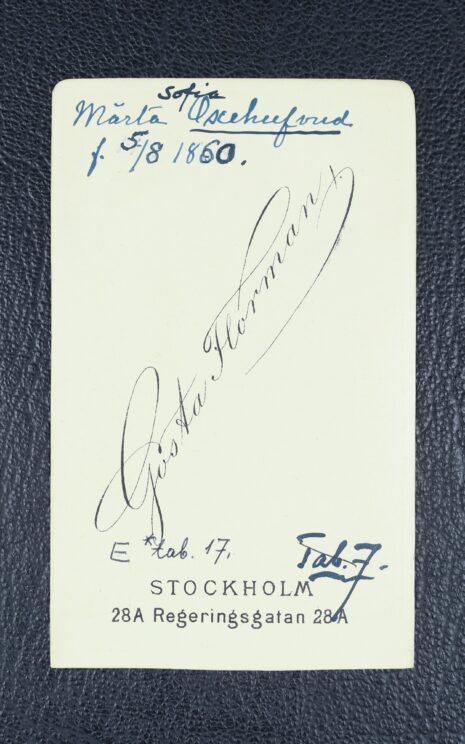 Sofia
Märta Oxehufvud
f. 5/8 1860.
Gösta Florman
E *tab. 17.
Tab. 7.
STOCKHOLM
28A Regeringsgatan 28A